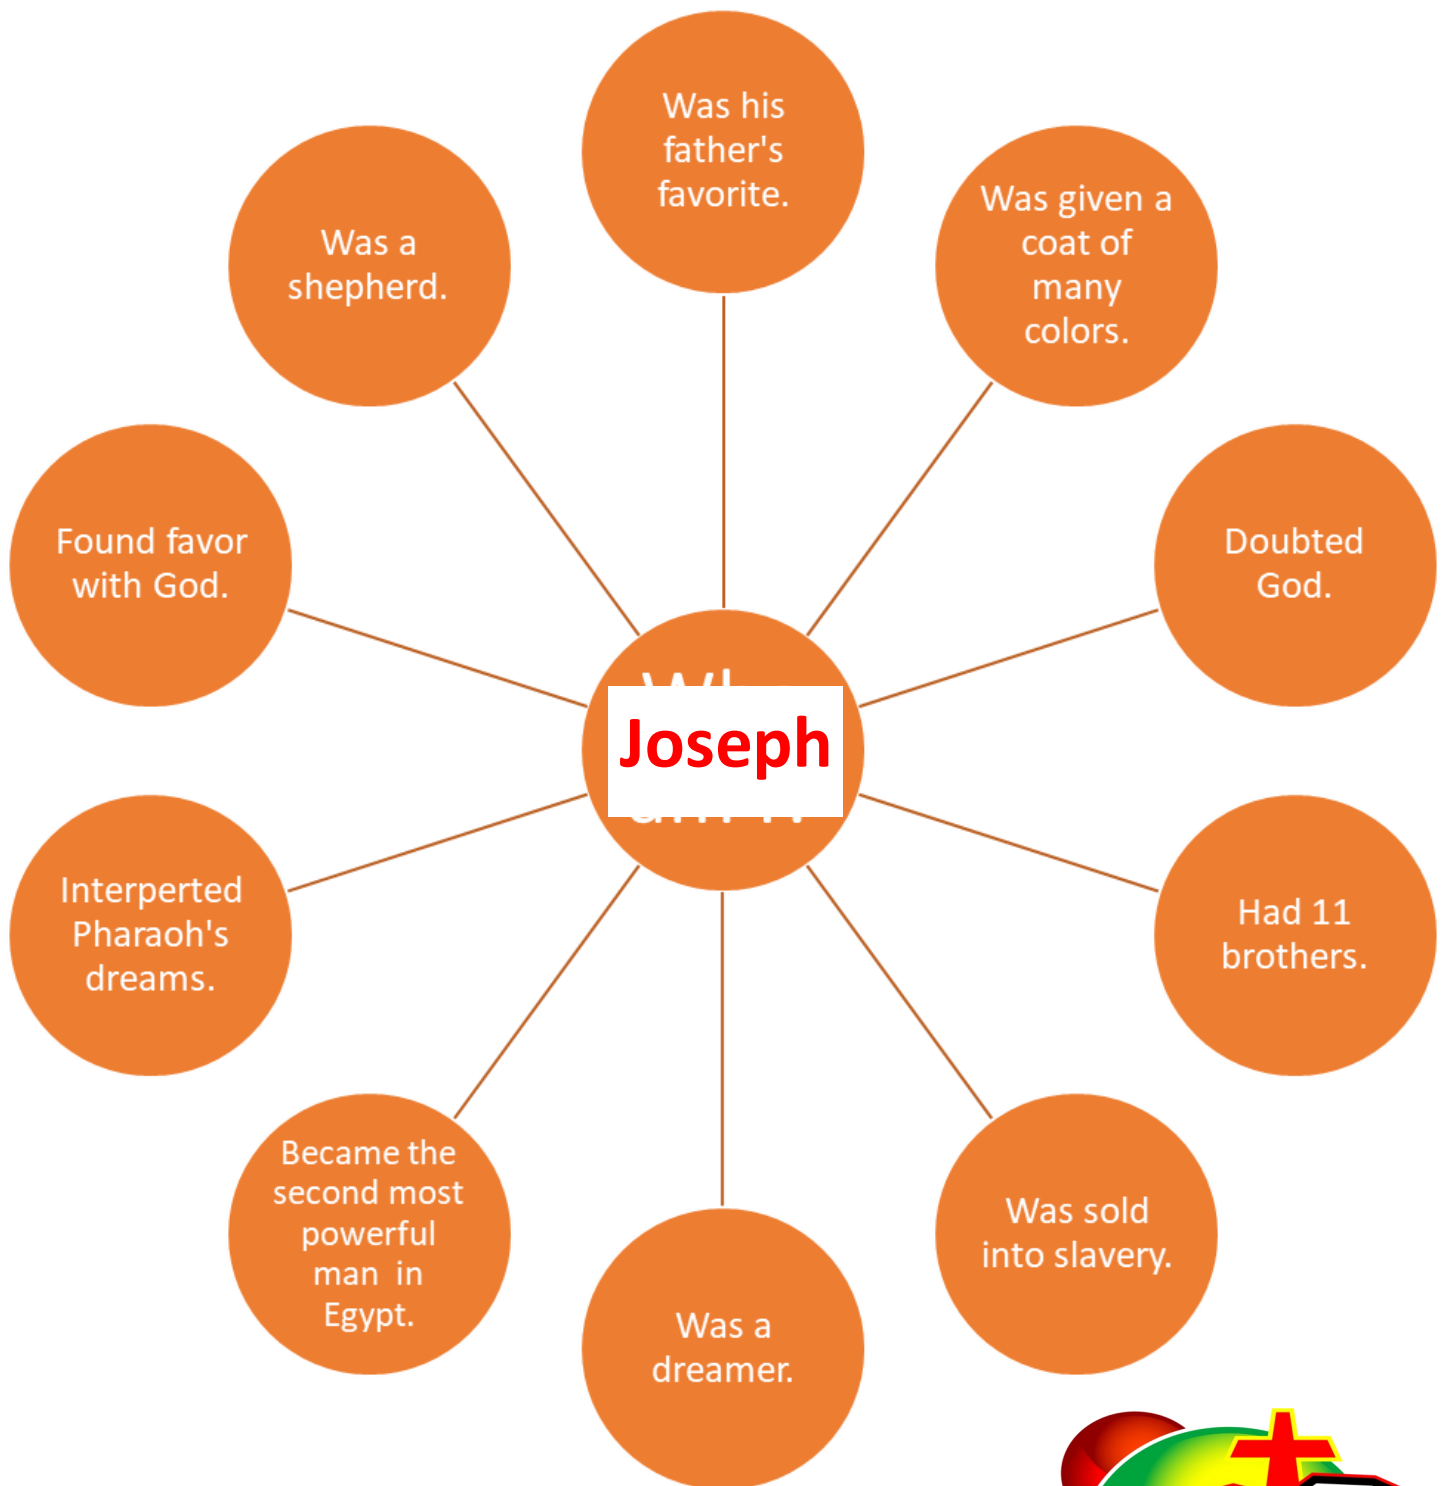 Was his
father's
favorite.
Was given a
coat of
many
colors.
Doubted
God.
Had 11
brothers.
Was sold
into slavery.
Was a
dreamer.
Became the
second most
powerful
man in
Egypt.
Interperted
Pharaoh's
dreams.
Found favor
with God.
Was a
shepherd.
Joseph